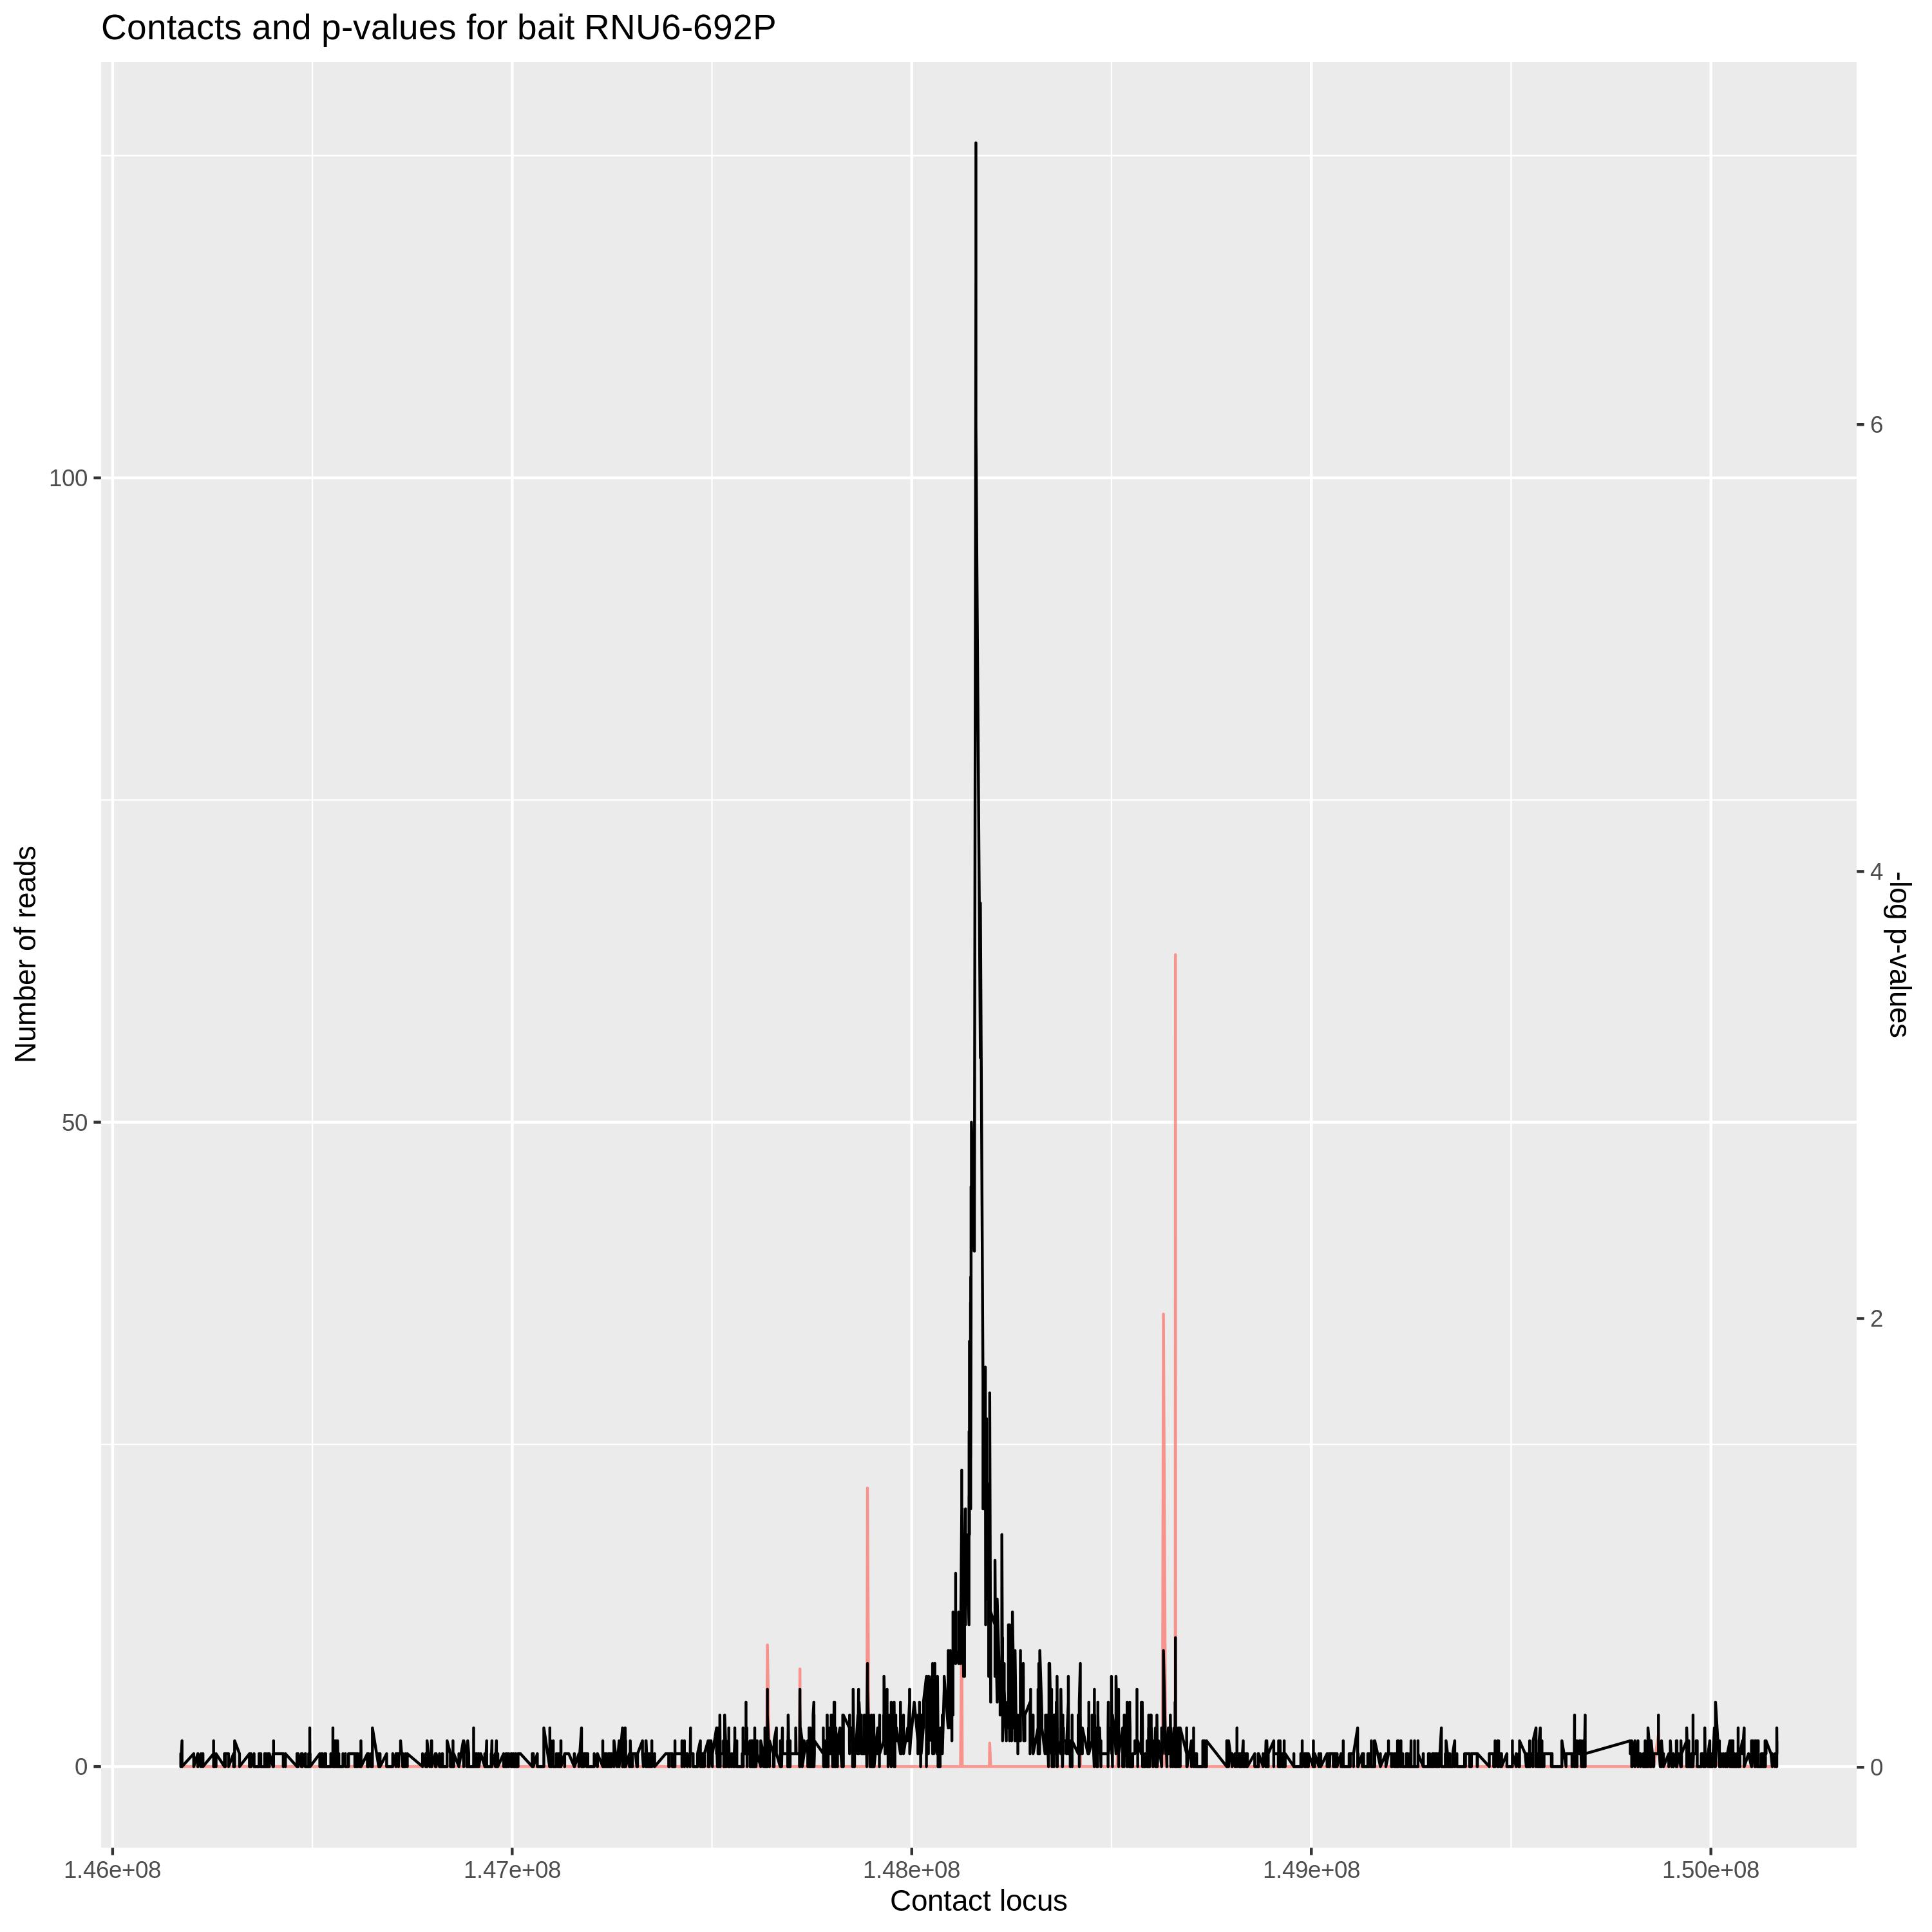 Contacts and p-values for bait RNU6-692P
100
50
0
Number of reads
6
4
2
0
-log p-values
1.46e+08
1.47e+08
1.48e+08
1.49e+08
1.50e+08
Contact locus